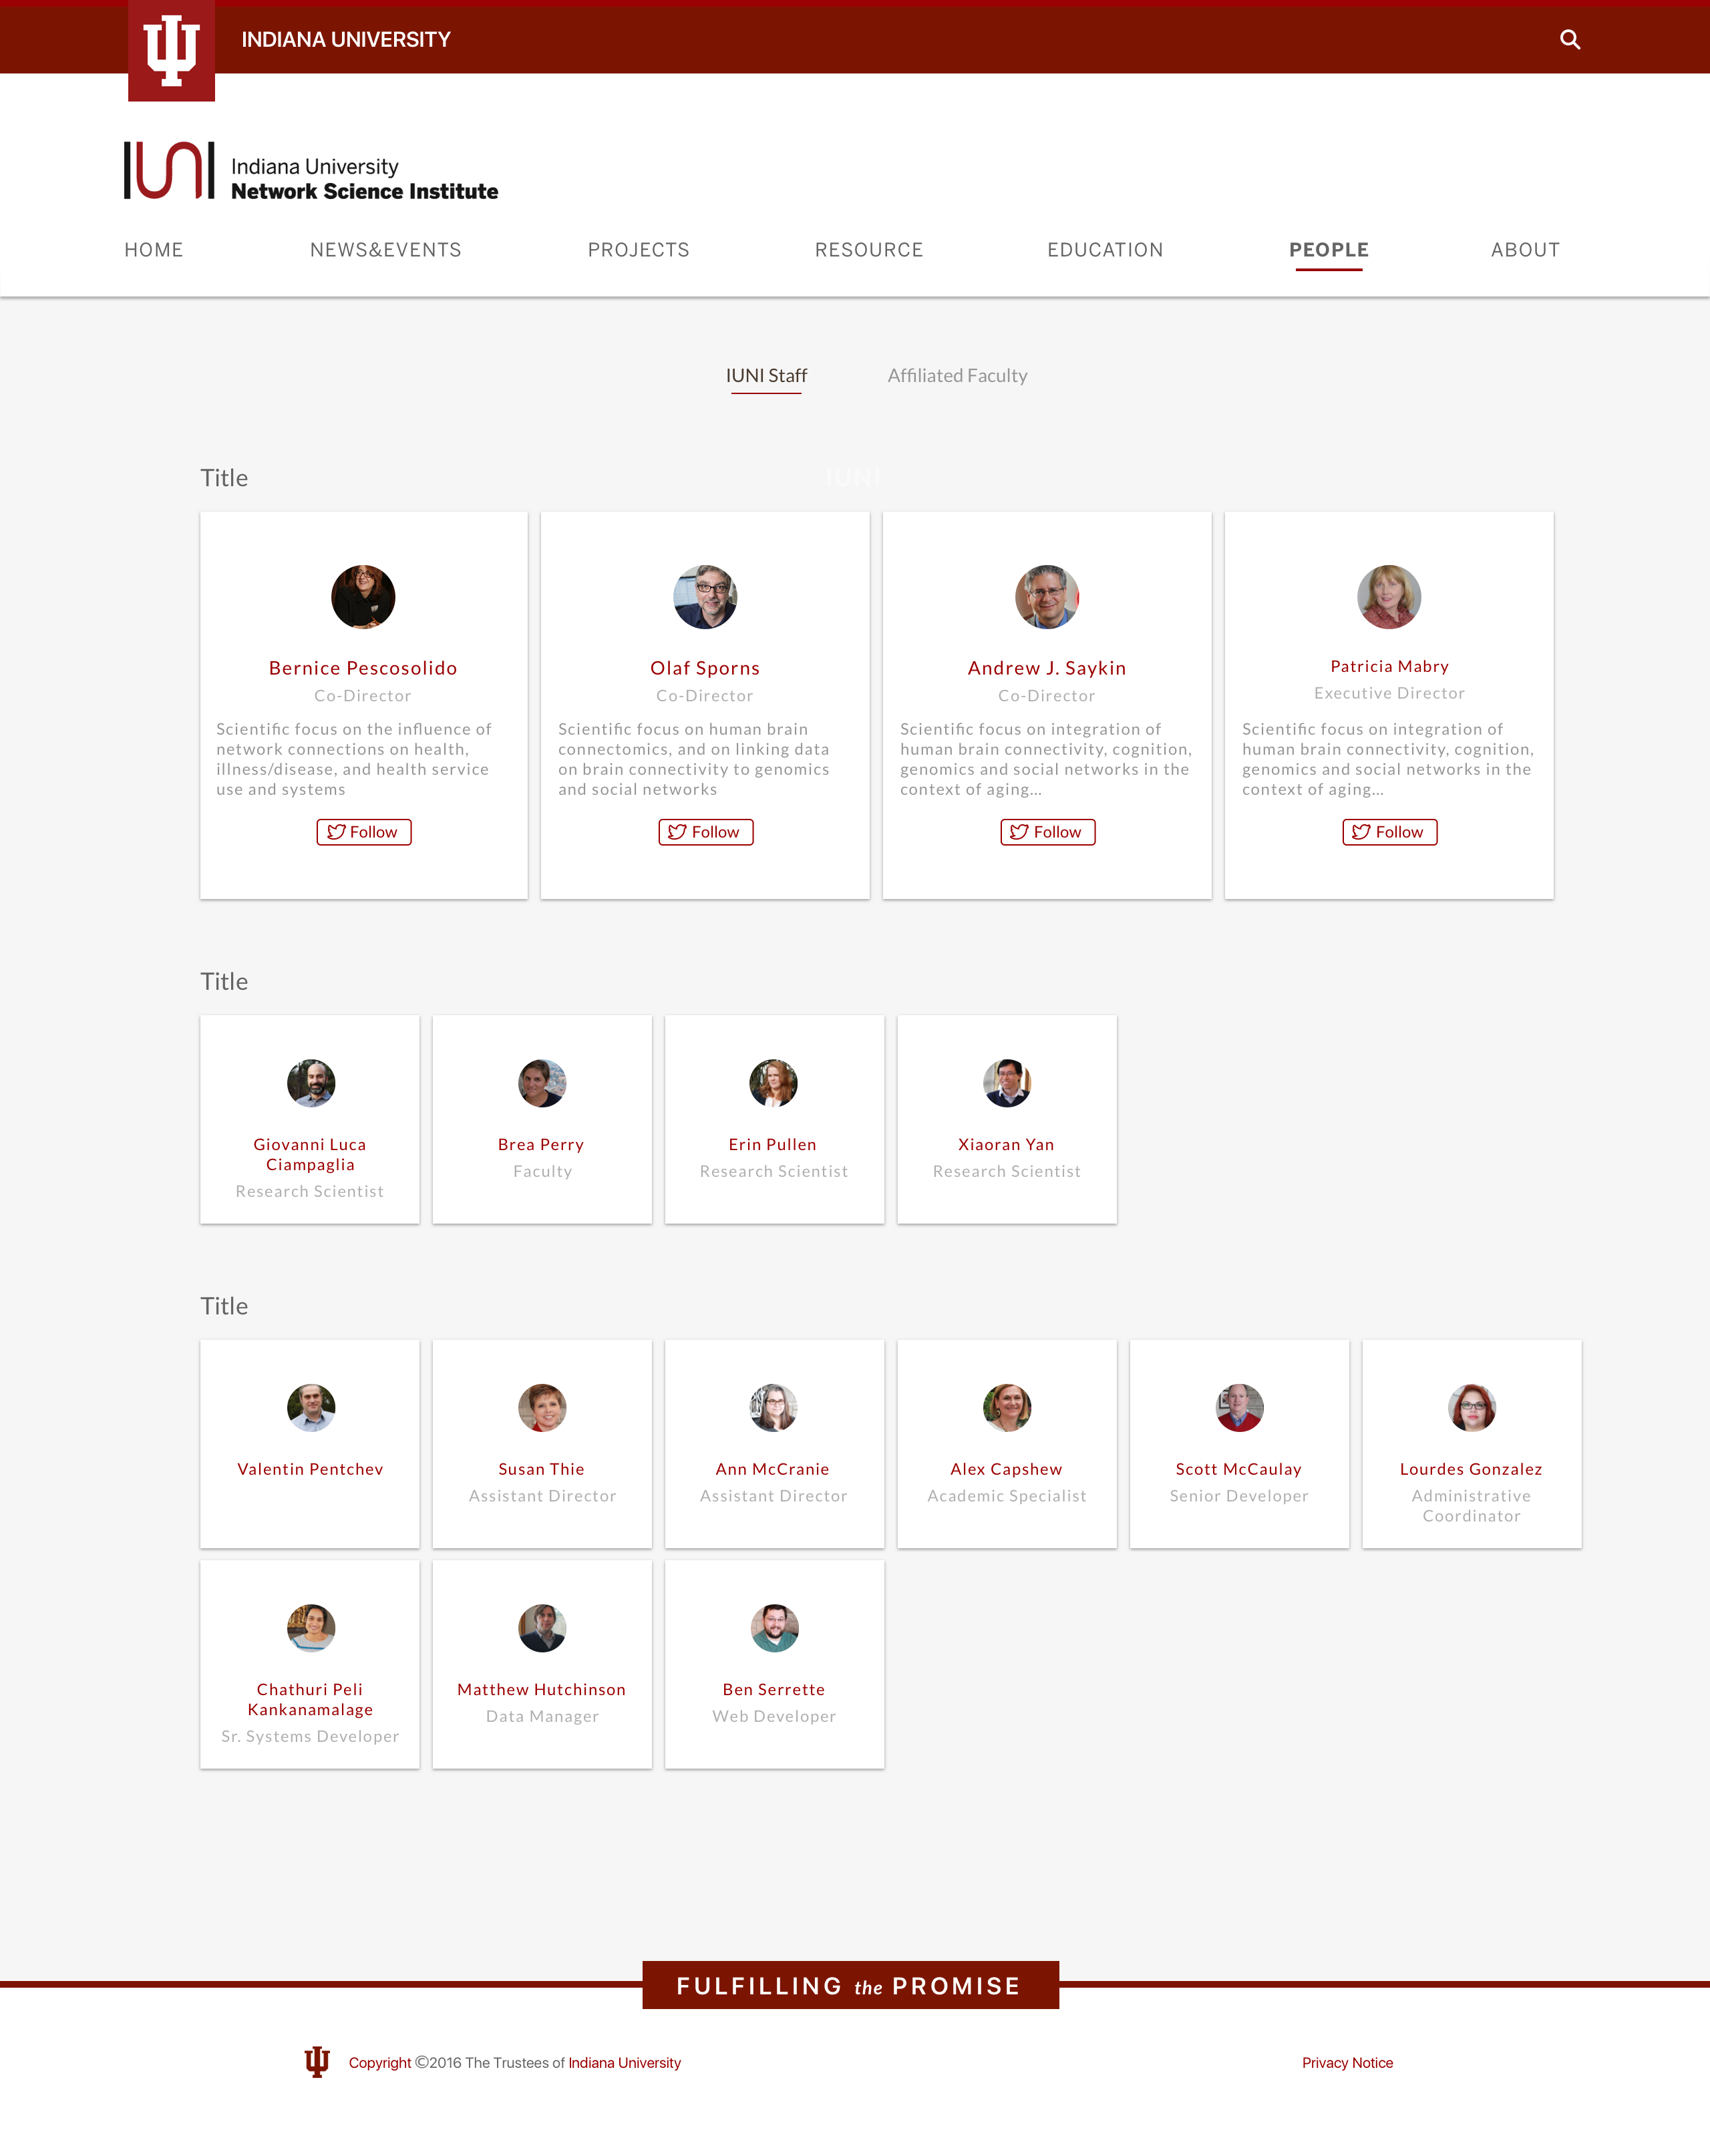 INDIANA UNIVERSITY
IUNI
Indiana University
Network Science Institute
HOME NEWS&EVENTS PROJECTS RESOURCE EDUCATION PEOPLE ABOUT
IUNI Staff Affiliated Faculty
Title IUNI
Bernice Pescosolido
Co-Director
Scientific focus on the influence of
network connections on health,
illness/disease, and health service
use and systems
Follow
Olaf Sporns
Co-Director
Scientific focus on human brain
connectomics, and on linking data
on brain connectivity to genomics
and social networks
Follow
Andrew J. Saykin
Co-Director
Scientific focus on integration of
human brain connectivity, cognition,
genomics and social networks in the
context of aging...
Follow
Patricia Mabry
Executive Director
Scientific focus on integration of
human brain connectivity, cognition,
genomics and social networks in the
context of aging...
Follow
Title
Giovanni Luca
Ciampaglia
Research Scientist
Brea Perry
Faculty
Erin Pullen
Research Scientist
Xiaoran Yan
Research Scientist
Title
Valentin Pentchev
Susan Thie
Assistant Director
Ann McCranie
Assistant Director
Alex Capshew
Academic Specialist
Scott McCaulay
Senior Developer
Lourdes Gonzalez
Administrative
Coordinator
Chathuri Peli
Kankanamalage
Sr. Systems Developer
Matthew Hutchinson
Data Manager
Ben Serrette
Web Developer
FULFILLING the PROMISE
Copyright ©2016 The Trustees of Indiana University
Privacy Notice